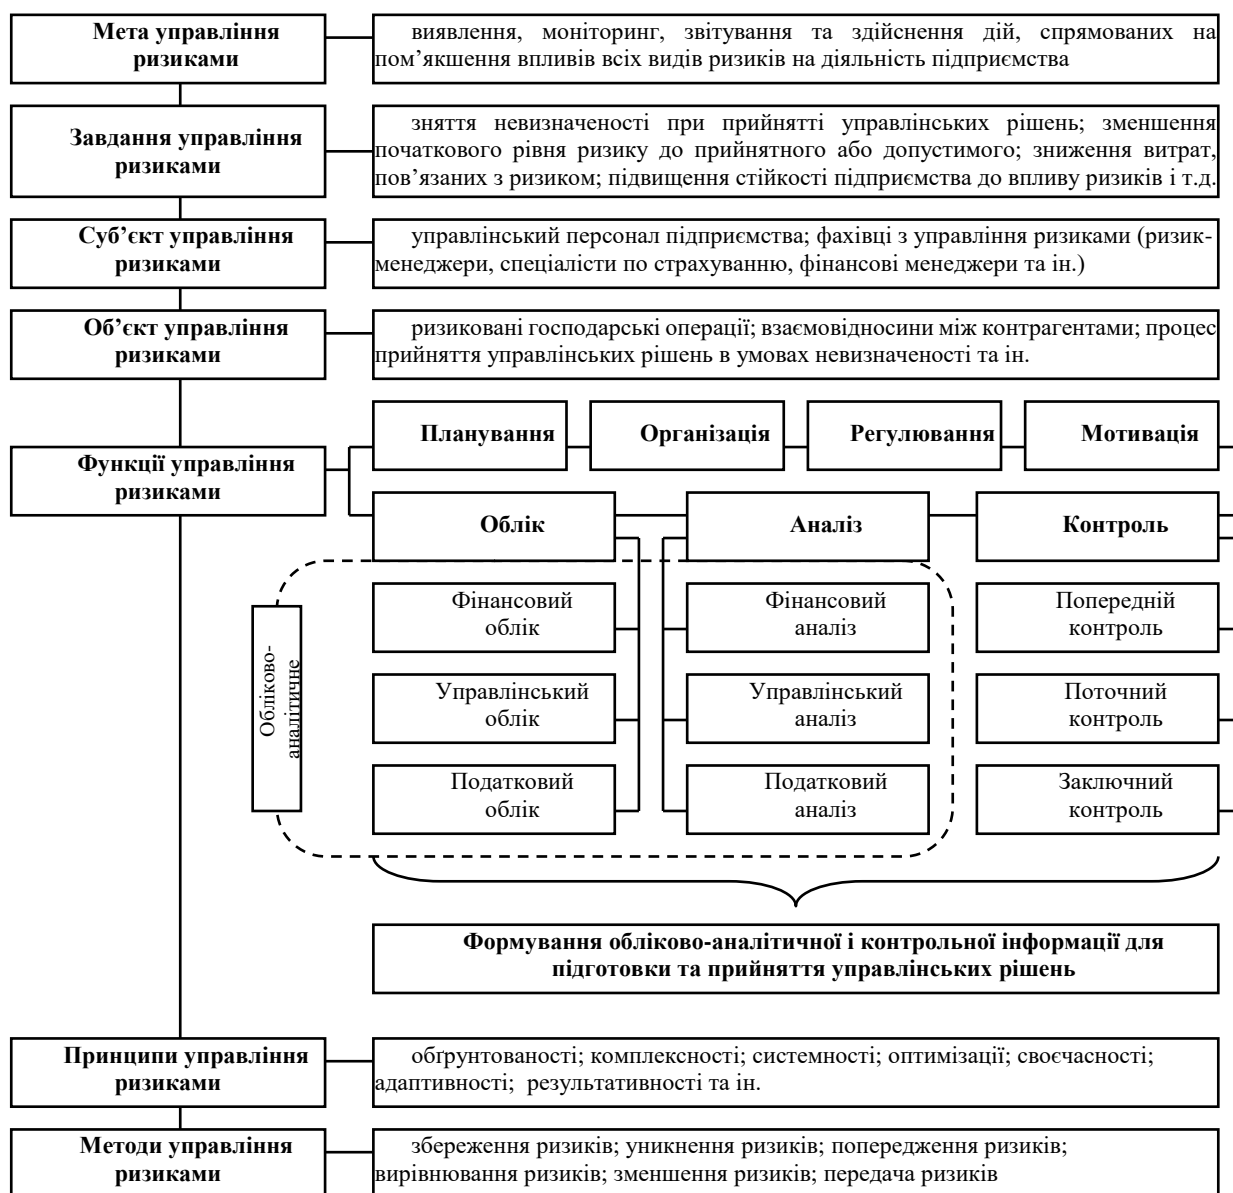 Мета управління
ризиками
виявлення, моніторинг, звітування та здійснення дій, спрямованих на
пом’якшення впливів всіх видів ризиків на діяльність підприємства
Завдання управління
ризиками
зняття невизначеності при прийнятті управлінських рішень; зменшення
початкового рівня ризику до прийнятного або допустимого; зниження витрат,
пов’язаних з ризиком; підвищення стійкості підприємства до впливу ризиків і т.д.
Суб’єкт управління
ризиками
управлінський персонал підприємства; фахівці з управління ризиками (ризик-
менеджери, спеціалісти по страхуванню, фінансові менеджери та ін.)
Об’єкт управління
ризиками
ризиковані господарські операції; взаємовідносини між контрагентами; процес
прийняття управлінських рішень в умовах невизначеності та ін.
Функції управління
ризиками
Планування
Організація
Регулювання
Мотивація
Облік
Аналіз
Контроль
Обліково-
аналітичне
Фінансовий
облік
Фінансовий
аналіз
Попередній
контроль
Управлінський
облік
Управлінський
аналіз
Поточний
контроль
Податковий
облік
Податковий
аналіз
Заключний
контроль
Формування обліково-аналітичної і контрольної інформації для
підготовки та прийняття управлінських рішень
Принципи управління
ризиками
обґрунтованості; комплексності; системності; оптимізації; своєчасності;
адаптивності; результативності та ін.
Методи управління
ризиками
збереження ризиків; уникнення ризиків; попередження ризиків;
вирівнювання ризиків; зменшення ризиків; передача ризиків